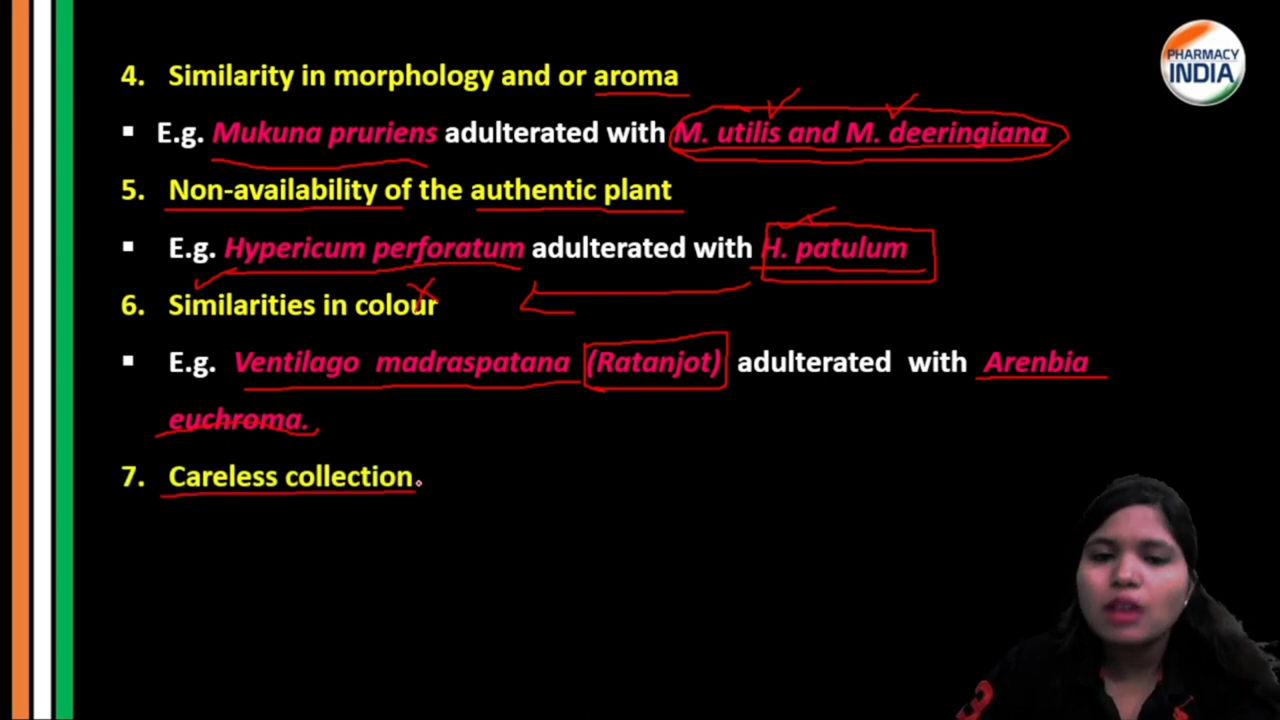 PHARMACY
INDIA
4. Similarity in morphology and or aroma
▪ E.g. Mukuna pruriens adulterated with M. utilis and M. deeringiana
5. Non-availability of the authentic plant
▪ E.g. Hypericum perforatum adulterated with H. patulum
6. Similarities in colour
▪ E.g. Ventilago madraspatana (Ratanjot) adulterated with Arenbia
euchroma.
7. Careless collection.